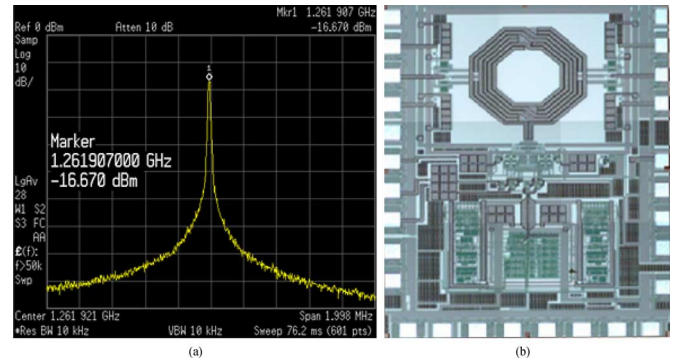 Mkr1 1.261 907 GHz
Ref 0 dBm Atten 10 dB -16.670 dBm
Samp
Log
10
dB/
1
Marker
1.261907000 GHz
-16.670 dBm
LgAv
28
W1 S2
S3 FC
AA
£(f):
f>50k
Swp
Center 1.261 921 GHz Span 1.998 MHz
*Res BW 10 kHz VBW 10 kHz Sweep 76.2 ms (601 pts)
(a) (b)